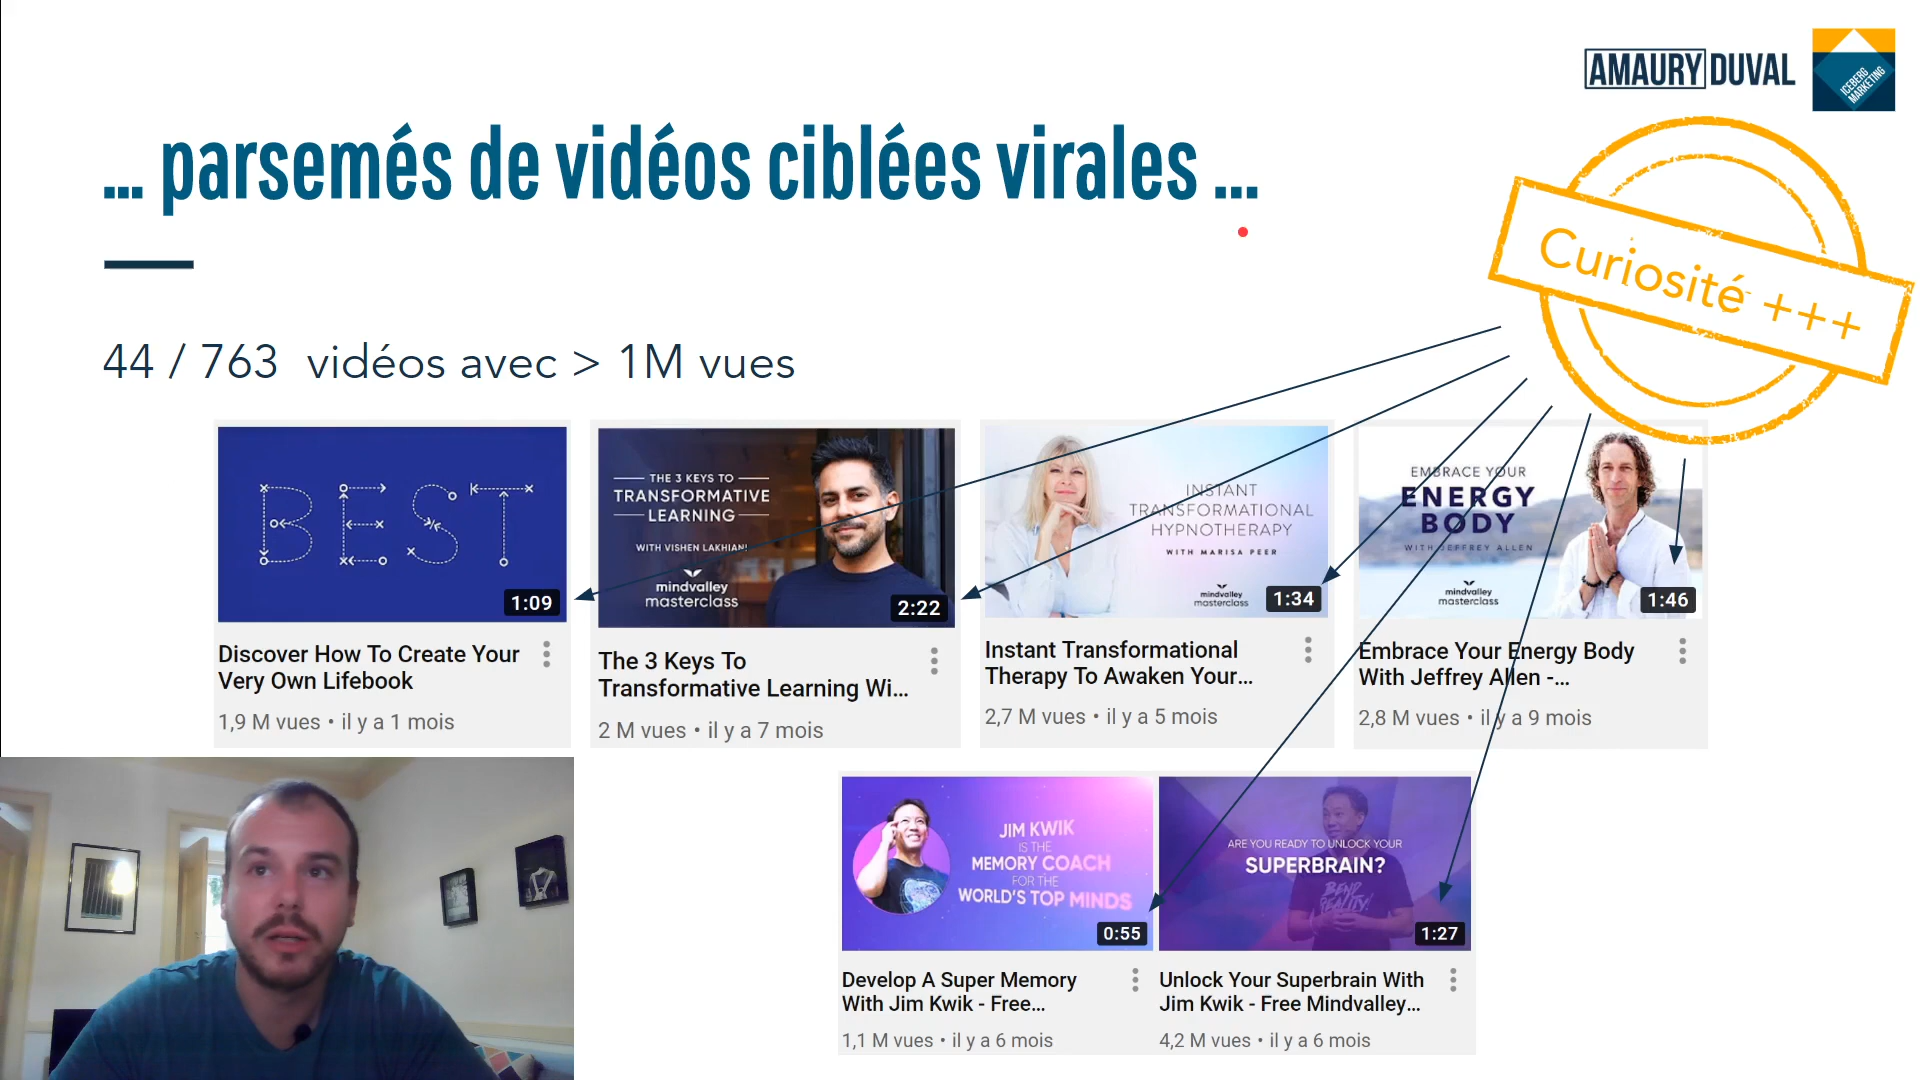 AMAURY DUVAL
ICEBERG
MARKETING
... parsemés de vidéos ciblées virales ...
Curiosité +++
44 / 763 vidéos avec > 1M vues
BEST
1:09
Discover How To Create Your
Very Own Lifebook
1,9 M vues • il y a 1 mois
THE 3 KEYS TO
TRANSFORMATIVE
LEARNING
WITH VISHEN LAKHIANI
mindvalley
masterclass
2:22
The 3 Keys To
Transformative Learning Wi...
2 M vues • il y a 7 mois
INSTANT
TRANSFORMATIONAL
HYPNOTHERAPY
WITH MARISA PEER
mindvalley
masterclass
1:34
Instant Transformational
Therapy To Awaken Your...
2,7 M vues • il y a 5 mois
EMBRACE YOUR
ENERGY
BODY
WITH JEFFREY ALLEN
mindvalley
masterclass
1:46
Embrace Your Energy Body
With Jeffrey Allen -...
2,8 M vues • il y a 9 mois
JIM KWIK
IS THE
MEMORY COACH
FOR THE
WORLD'S TOP MINDS
0:55
Develop A Super Memory
With Jim Kwik - Free...
1,1 M vues • il y a 6 mois
ARE YOU READY TO UNLOCK YOUR
SUPERBRAIN?
BEND
REALITY!
1:27
Unlock Your Superbrain With
Jim Kwik - Free Mindvalley...
4,2 M vues • il y a 6 mois